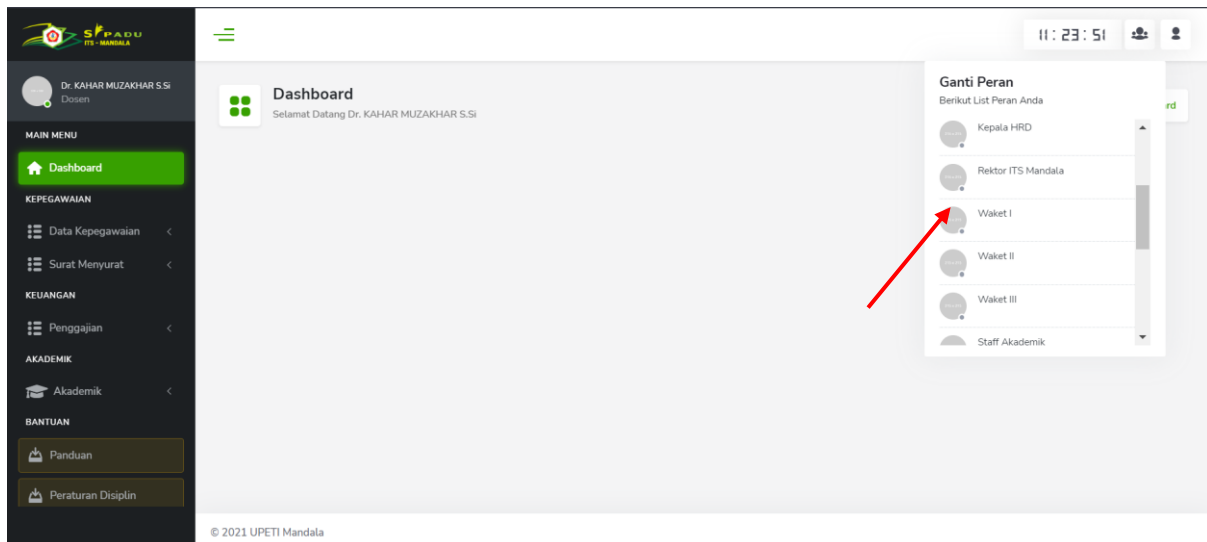 SIPADU
ITS - MANDALA
11:23:51
Dr. KAHAR MUZAKHAR S.Si
Dosen
MAIN MENU
Dashboard
KEPEGAWAIAN
Data Kepegawaian
Surat Menyurat
KEUANGAN
Penggajian
AKADEMIK
Akademik
BANTUAN
Panduan
Peraturan Disiplin
Dashboard
Selamat Datang Dr. KAHAR MUZAKHAR S.Si
Ganti Peran
Berikut List Peran Anda
Kepala HRD
Rektor ITS Mandala
Waket I
Waket II
Waket III
Staff Akademik
rd
© 2021 UPETI Mandala